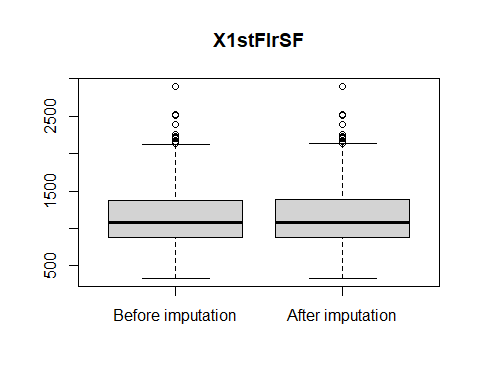 X1stFlrSF
2500
1500
500
Before imputation
After imputation